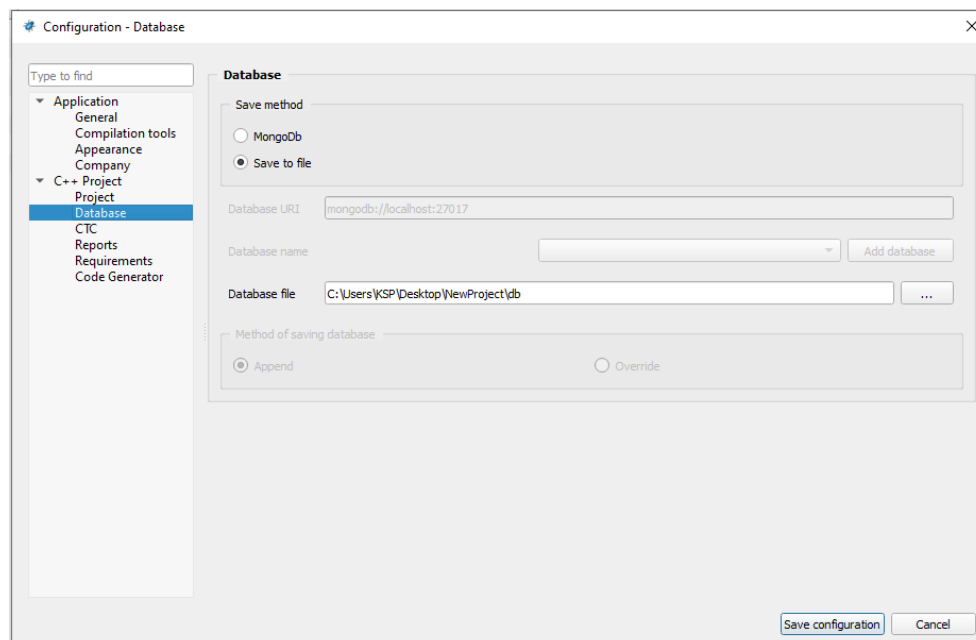 Configuration - Database
Type to find
Application
General
Compilation tools
Appearance
Company
C++ Project
Project
Database
CTC
Reports
Requirements
Code Generator
Database
Save method
MongoDb
Save to file
Database URI mongodb://localhost:27017
Database name Add database
Database file C:\Users\KSP\Desktop\NewProject\db ...
Method of saving database
Append Override
Save configuration Cancel